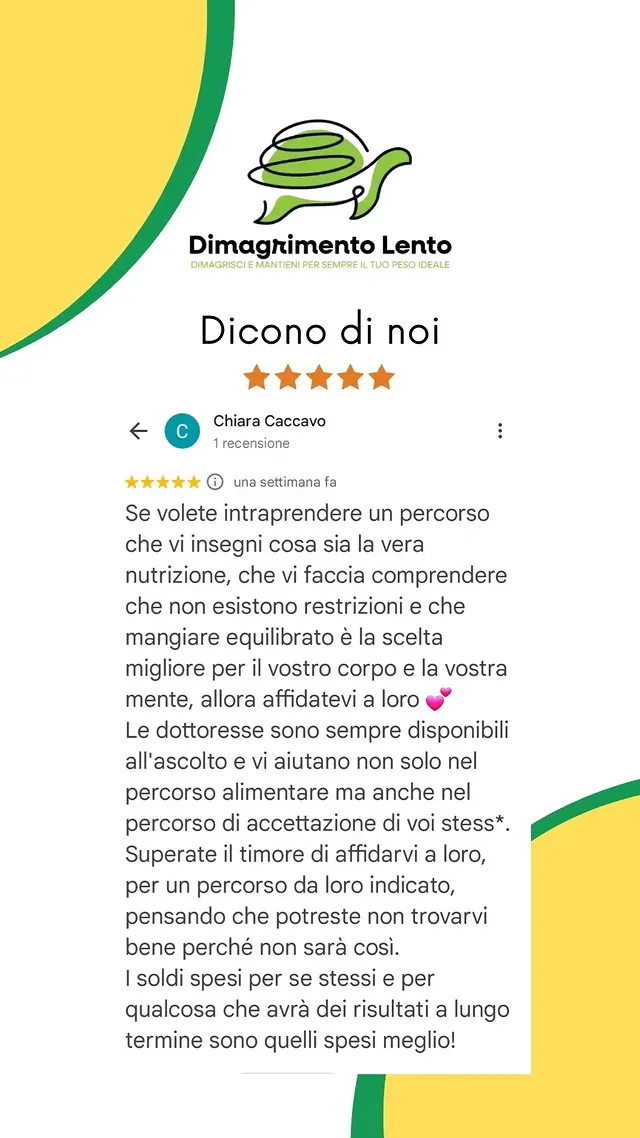 Dimagrimento Lento
DIMAGRISCI E MANTIENI PER SEMPRE IL TUO PESO IDEALE
Dicono di noi
C
Chiara Caccavo
1 recensione
una settimana fa
Se volete intraprendere un percorso
che vi insegni cosa sia la vera
nutrizione, che vi faccia comprendere
che non esistono restrizioni e che
mangiare equilibrato è la scelta
migliore per il vostro corpo e la vostra
mente, allora affidatevi a loro 💕
Le dottoresse sono sempre disponibili
all'ascolto e vi aiutano non solo nel
percorso alimentare ma anche nel
percorso di accettazione di voi stess*.
Superate il timore di affidarvi a loro,
per un percorso da loro indicato,
pensando che potreste non trovarvi
bene perché non sarà così.
I soldi spesi per se stessi e per
qualcosa che avrà dei risultati a lungo
termine sono quelli spesi meglio!